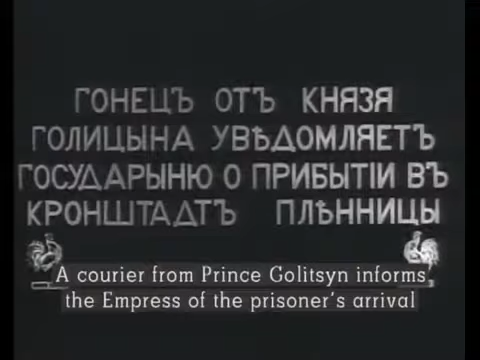 ГОНЕЦЪ ОТЪ КНЯЗЯ
ГОЛИЦЫНА УВѢДОМЛЯЕТЪ
ГОСУДАРЫНЮ О ПРИБЫТІИ ВЪ
КРОНШТАДТЪ ПЛѢННИЦЫ
A courier from Prince Golitsyn informs
the Empress of the prisoner's arrival